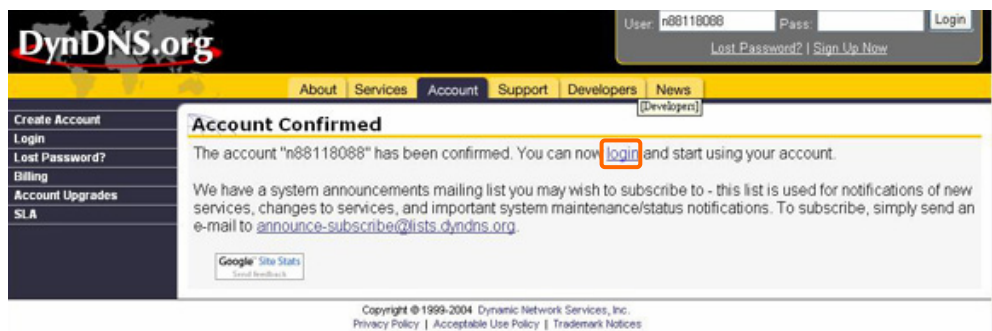 DynDNS.org
User: n88118088 Pass: Login
Lost Password? | Sign Up Now
About Services Account Support Developers News
[Developers]
Create Account
Login
Lost Password?
Billing
Account Upgrades
SLA
Account Confirmed
The account "n88118088" has been confirmed. You can now login and start using your account.
We have a system announcements mailing list you may wish to subscribe to - this list is used for notifications of new
services, changes to services, and important system maintenance/status notifications. To subscribe, simply send an
e-mail to announce-subscribe@lists.dyndns.org.
Google Site Stats
Send feedback
Copyright © 1999-2004 Dynamic Network Services, Inc.
Privacy Policy | Acceptable Use Policy | Trademark Notices